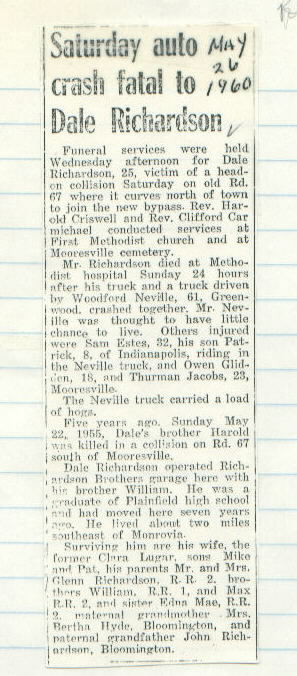 Saturday auto MAY
crash fatal to 26
Dale Richardson 1960
Funeral services were held
Wednesday afternoon for Dale
Richardson, 25, victim of a head-
on collision Saturday on old Rd.
67 where it curves north of town
to join the new bypass. Rev. Har-
old Criswell and Rev. Clifford Car
michael conducted services at
First Methodist church and at
Mooresville cemetery.
Mr. Richardson died at Metho-
dist hospital Sunday 24 hours
after his truck and a truck driven
by Woodford Neville, 61, Green-
wood, crashed together. Mr. Nev-
ille was thought to have little
chance to live. Others injured
were Sam Estes, 32, his son Pat-
rick, 8, of Indianapolis, riding in
the Neville truck, and Owen Glid-
den, 18, and Thurman Jacobs, 23,
Mooresville.
The Neville truck carried a load
of hogs.
Five years ago, Sunday May
22, 1955, Dale's brother Harold
was killed in a collision on Rd. 67
south of Mooresville.
Dale Richardson operated Rich-
ardson Brothers garage here with
his brother William. He was a
graduate of Plainfield high school
and had moved here seven years
ago. He lived about two miles
southeast of Monrovia.
Surviving him are his wife, the
former Clara Lugar, sons Mike
and Pat, his parents Mr. and Mrs.
Glenn Richardson, R.R. 2, bro-
thers William, R.R. 1, and Max
R.R. 2, and sister Edna Mae, R.R.
2, maternal grandmother Mrs.
Bertha Hyde, Bloomington, and
paternal grandfather John Rich-
ardson, Bloomington.